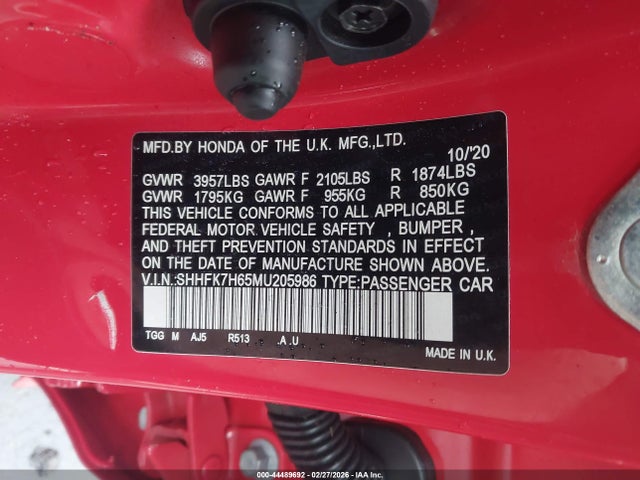 MFD.BY HONDA OF THE U.K. MFG.,LTD.
10/'20
GVWR 3957LBS GAWR F 2105LBS R 1874LBS
GVWR 1795KG GAWR F 955KG R 850KG
THIS VEHICLE CONFORMS TO ALL APPLICABLE
FEDERAL MOTOR VEHICLE SAFETY , BUMPER ,
AND THEFT PREVENTION STANDARDS IN EFFECT
ON THE DATE OF MANUFACTURE SHOWN ABOVE.
V.I.N.:SHHFK7H65MU205986 TYPE:PASSENGER CAR
TGG M AJ5 R513 .A .U
MADE IN U.K.
000-44489692 - 02/27/2026 - IAA Inc.